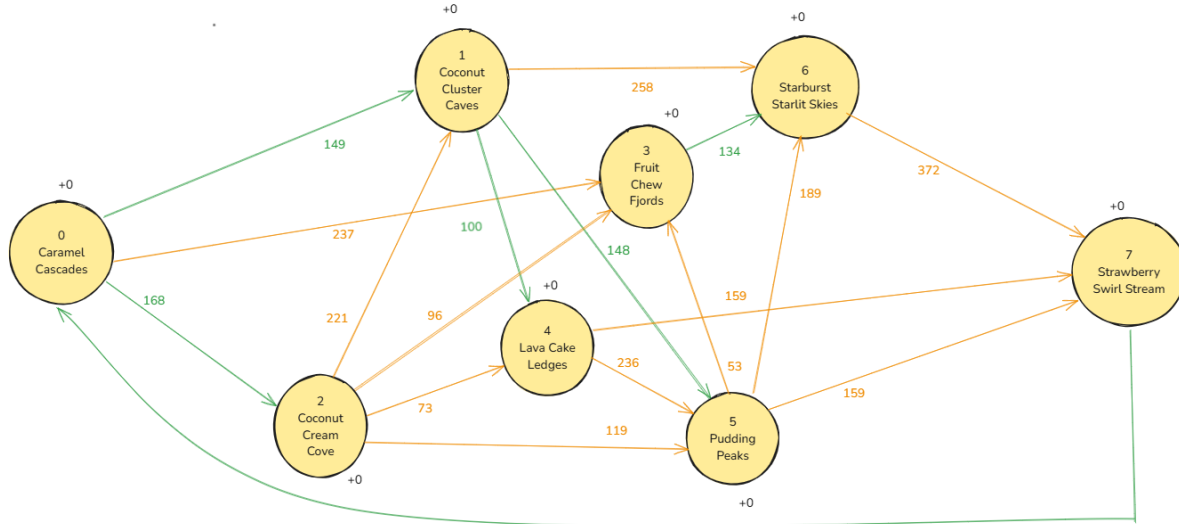 +0
1
Coconut
Cluster
Caves
+0
6
Starburst
Starlit Skies
258
+0
3
Fruit
Chew
Fjords
134
149
372
+0
0
Caramel
Cascades
237
100
148
189
+0
7
Strawberry
Swirl Stream
168
221
96
+0
4
Lava Cake
Ledges
159
236
53
159
73
2
Coconut
Cream
Cove
+0
119
5
Pudding
Peaks
+0